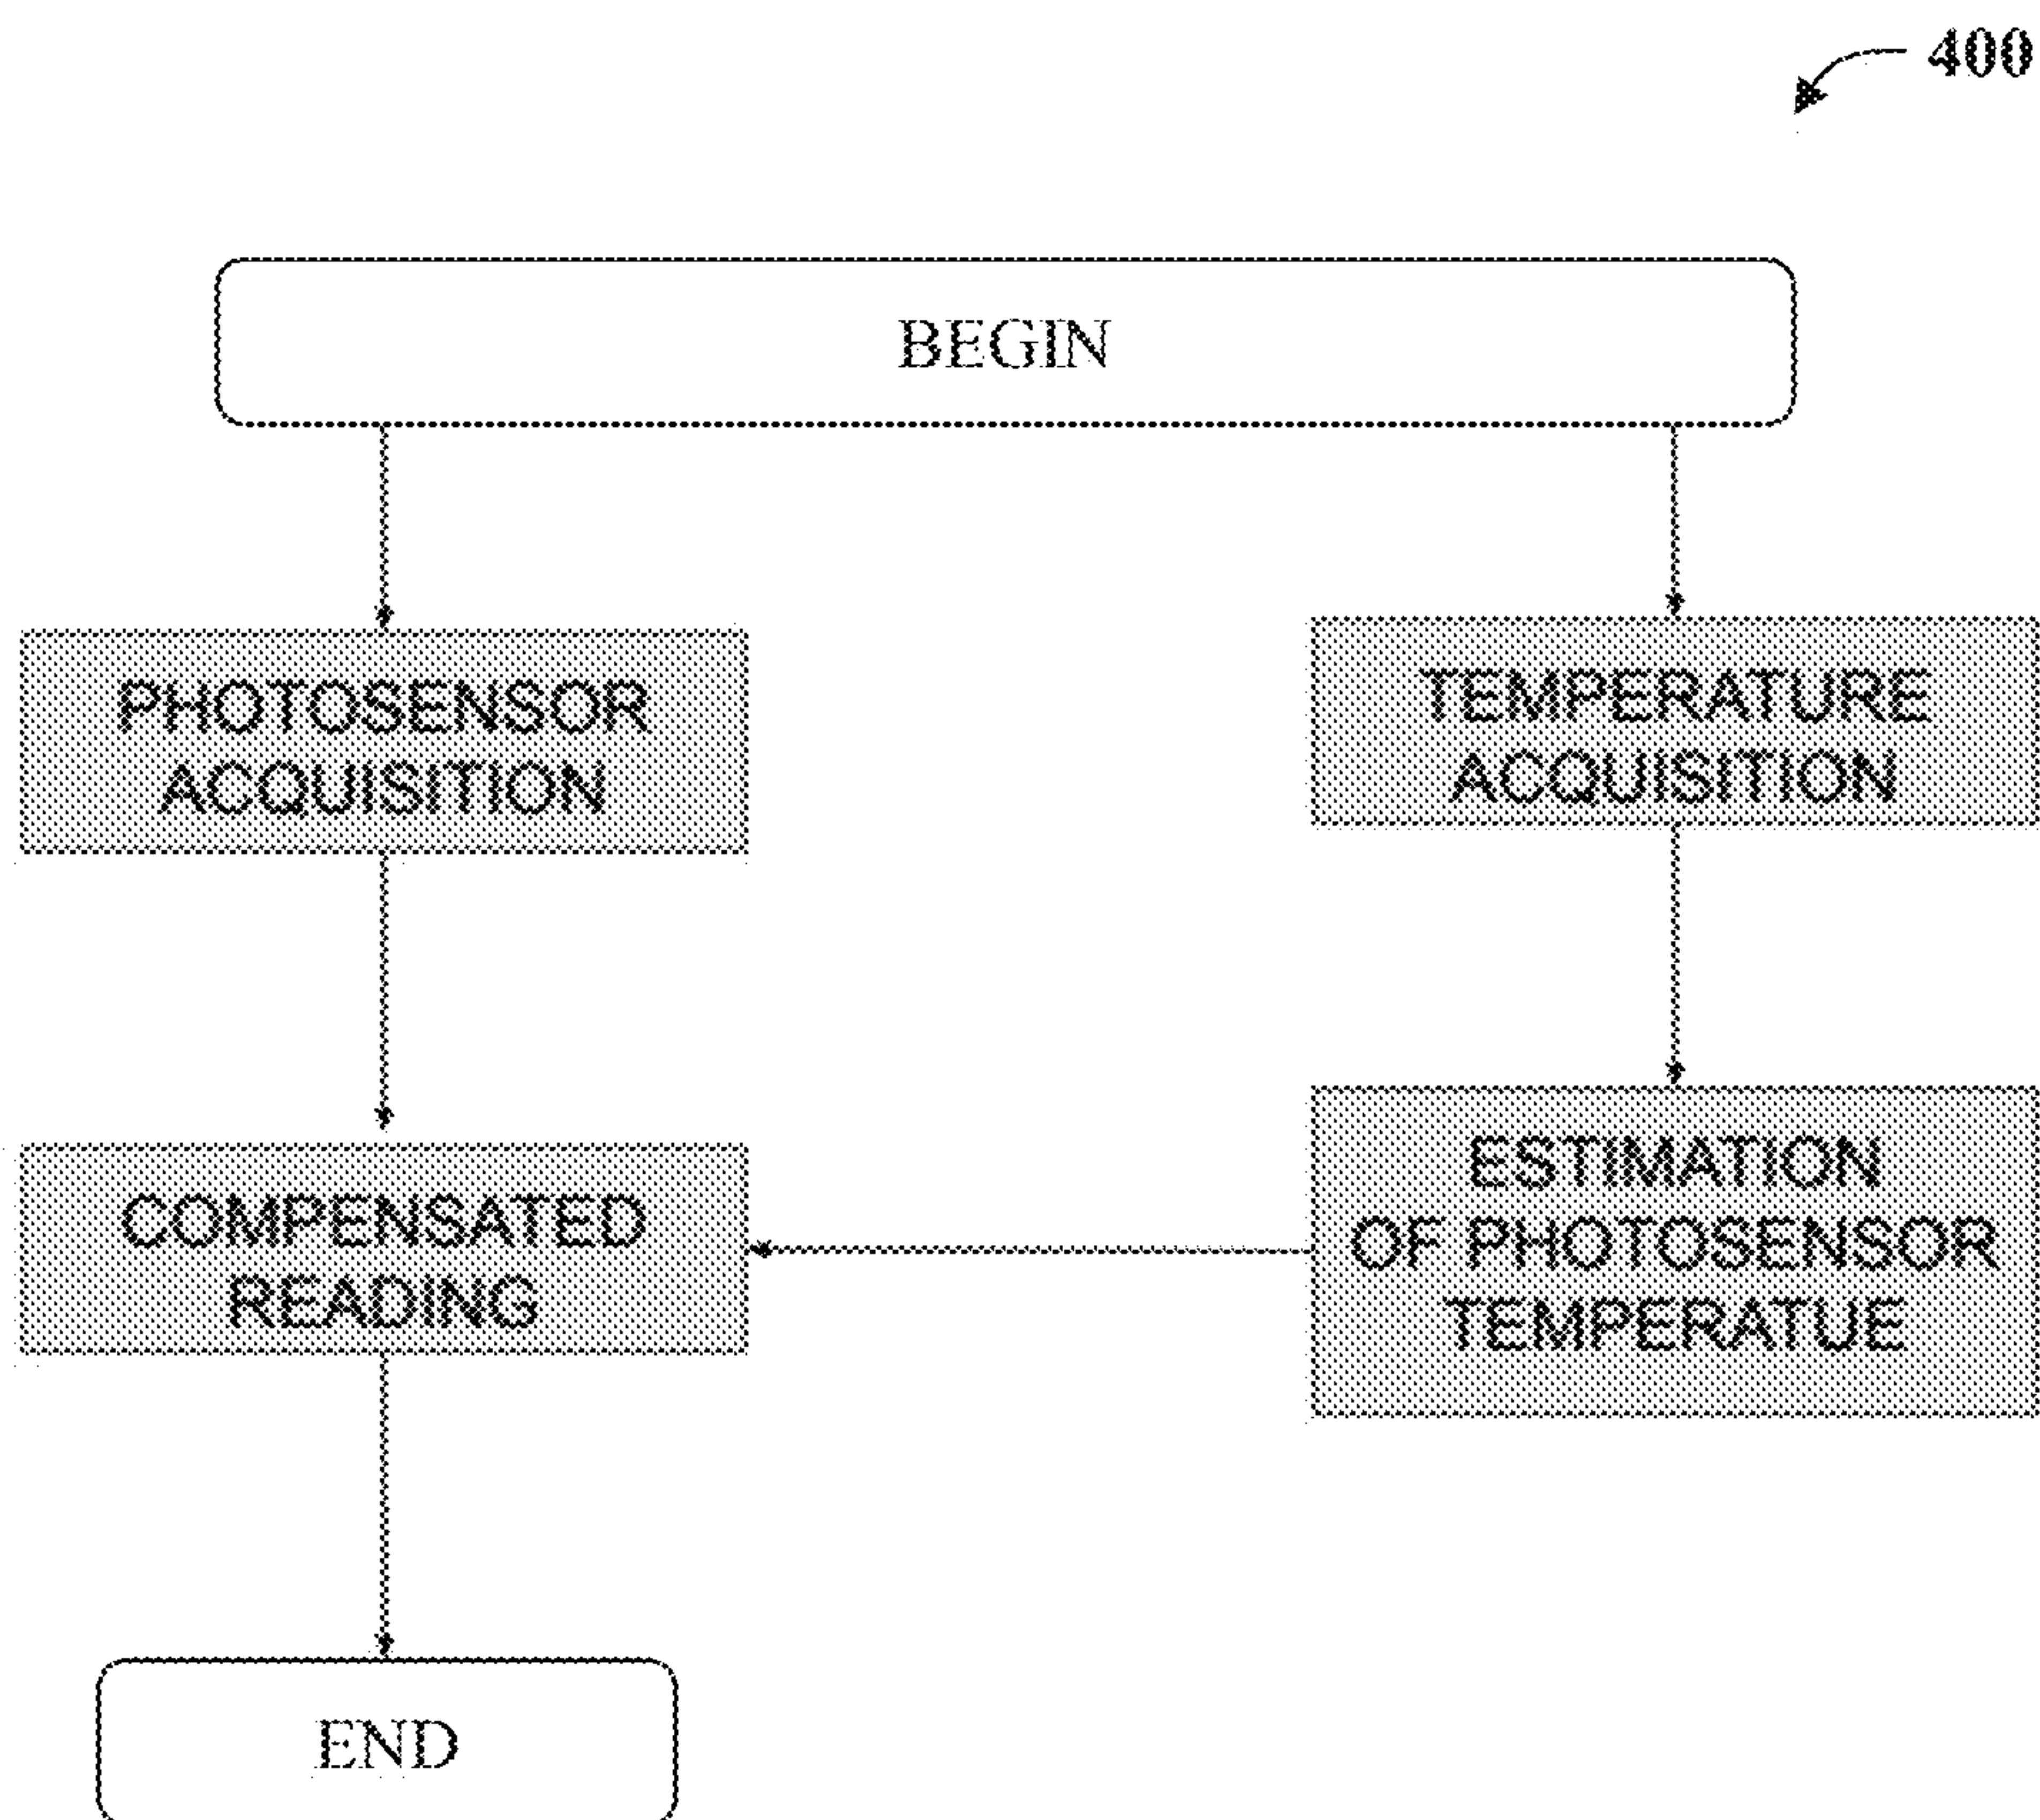 400
BEGIN
PHOTOSENSOR
ACQUISITION
TEMPERATURE
ACQUISITION
COMPENSATED
READING
ESTIMATION
OF PHOTOSENSOR
TEMPERATUE
END